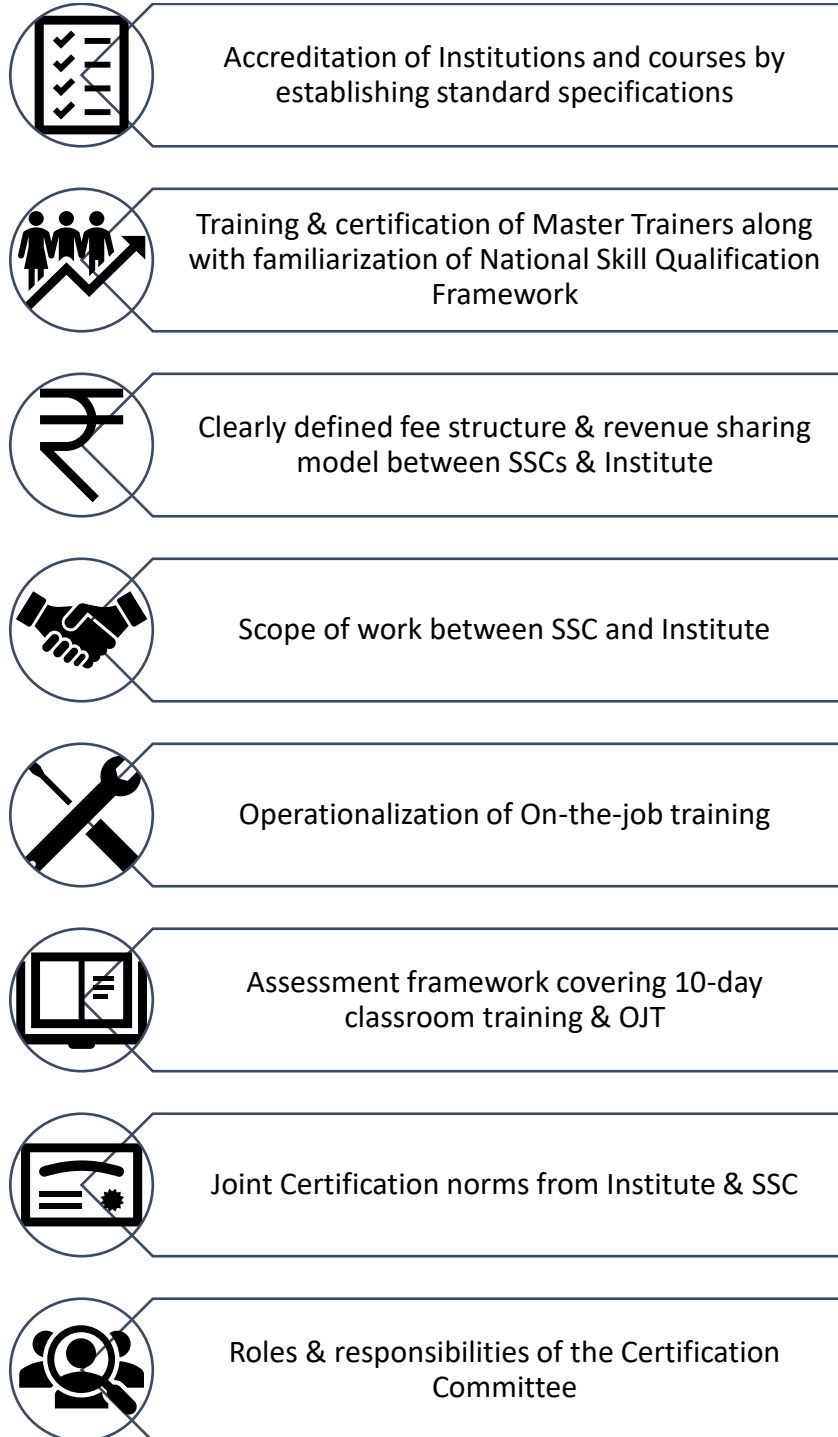 Accreditation of Institutions and courses by
establishing standard specifications
Training & certification of Master Trainers along
with familiarization of National Skill Qualification
Framework
Clearly defined fee structure & revenue sharing
model between SSCs & Institute
Scope of work between SSC and Institute
Operationalization of On-the-job training
Assessment framework covering 10-day
classroom training & OJT
Joint Certification norms from Institute & SSC
Roles & responsibilities of the Certification
Committee